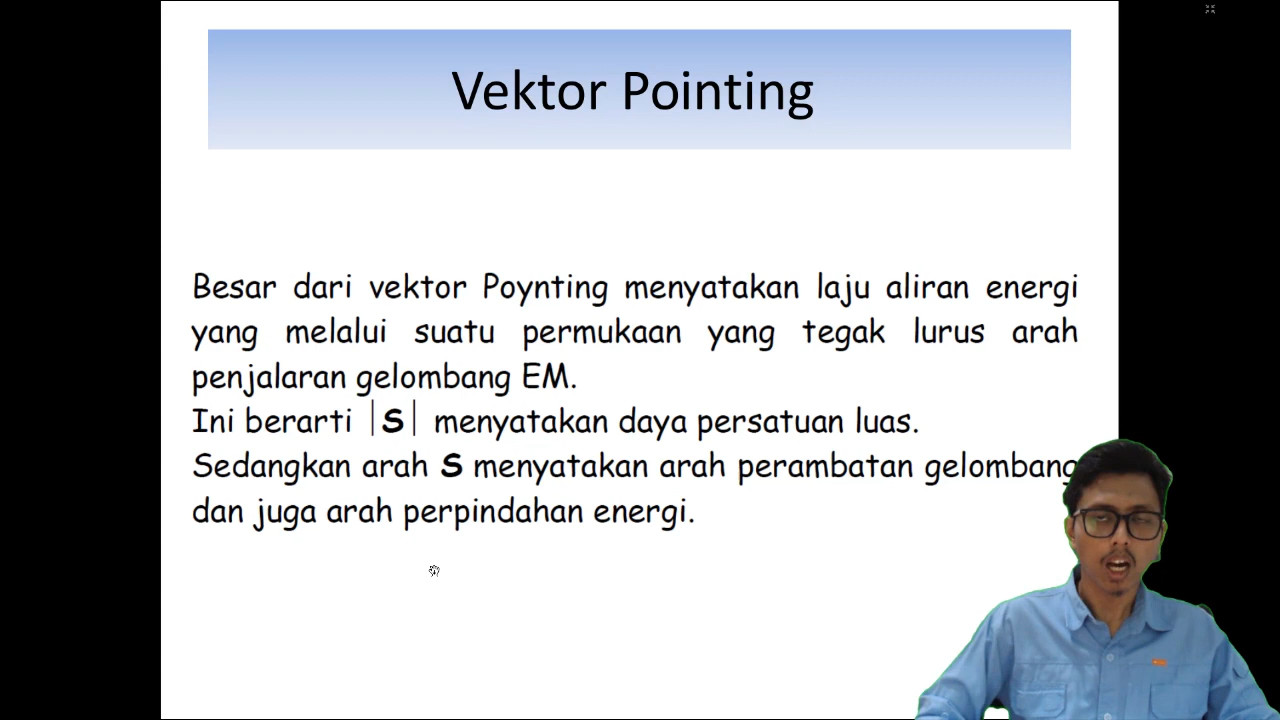 Vektor Pointing
Besar dari vektor Poynting menyatakan laju aliran energi
yang melalui suatu permukaan yang tegak lurus arah
penjalaran gelombang EM.
Ini berarti |S| menyatakan daya persatuan luas.
Sedangkan arah S menyatakan arah perambatan gelombang
dan juga arah perpindahan energi.